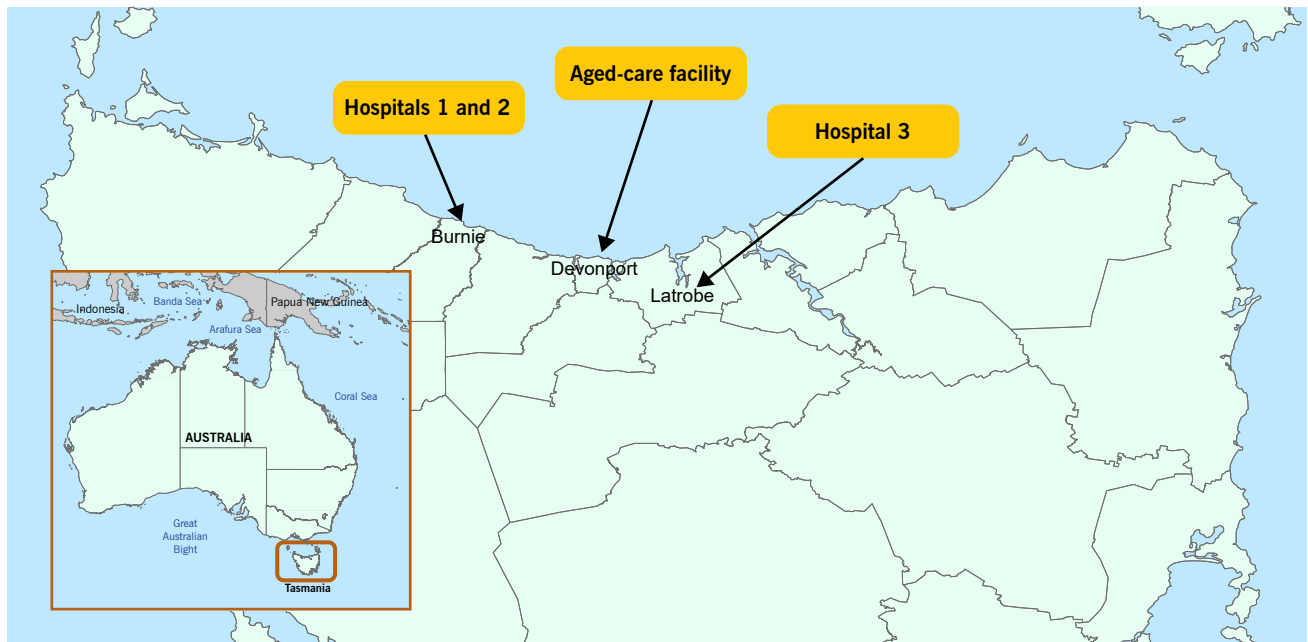 Aged-care facility
Hospitals 1 and 2
Hospital 3
Burnie
Devonport
Latrobe
Indonesia
Banda Sea
Papua New Guinea
Arafura Sea
Coral Sea
AUSTRALIA
Great
Australian
Bight
Tasmania